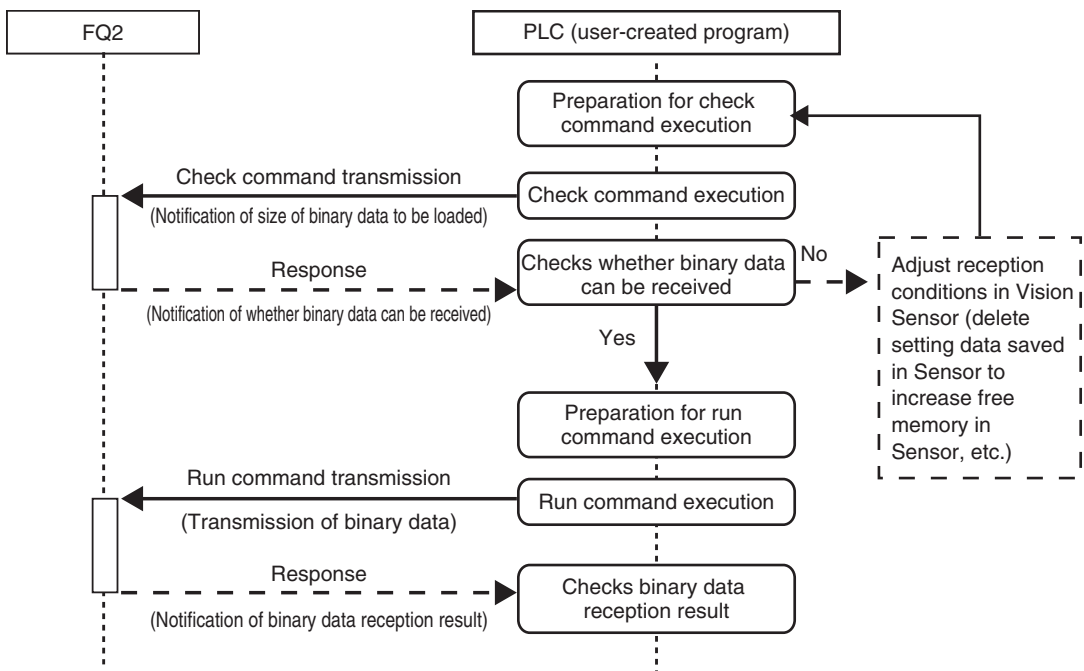 FQ2
PLC (user-created program)
Preparation for check
command execution
Check command transmission
Check command execution
(Notification of size of binary data to be loaded)
Response
Checks whether binary data
can be received
No
(Notification of whether binary data can be received)
Adjust reception
conditions in Vision
Sensor (delete
setting data saved
in Sensor to
increase free
memory in
Sensor, etc.)
Yes
Preparation for run
command execution
Run command transmission
Run command execution
(Transmission of binary data)
Response
Checks binary data
reception result
(Notification of binary data reception result)